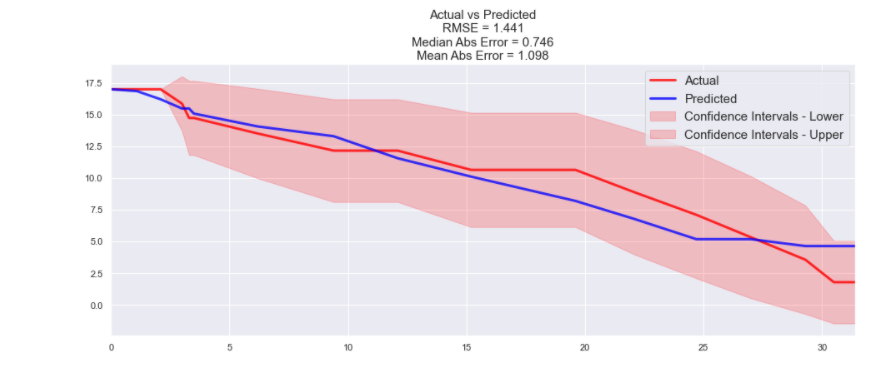 Actual vs Predicted
RMSE = 1.441
Median Abs Error = 0.746
Mean Abs Error = 1.098
17.5
15.0
12.5
10.0
7.5
5.0
2.5
0.0
Actual
Predicted
Confidence Intervals - Lower
Confidence Intervals - Upper
0 5 10 15 20 25 30